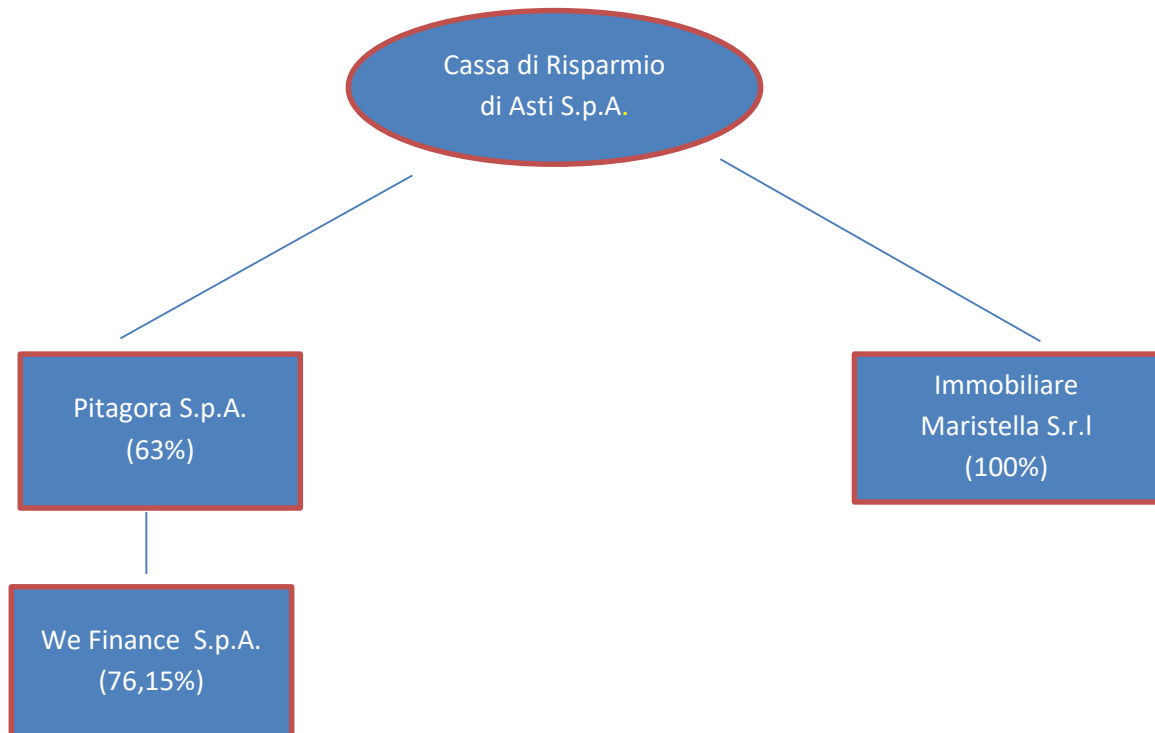 Cassa di Risparmio
di Asti S.p.A.
Pitagora S.p.A.
(63%)
Immobiliare
Maristella S.r.l
(100%)
We Finance  S.p.A.
(76,15%)